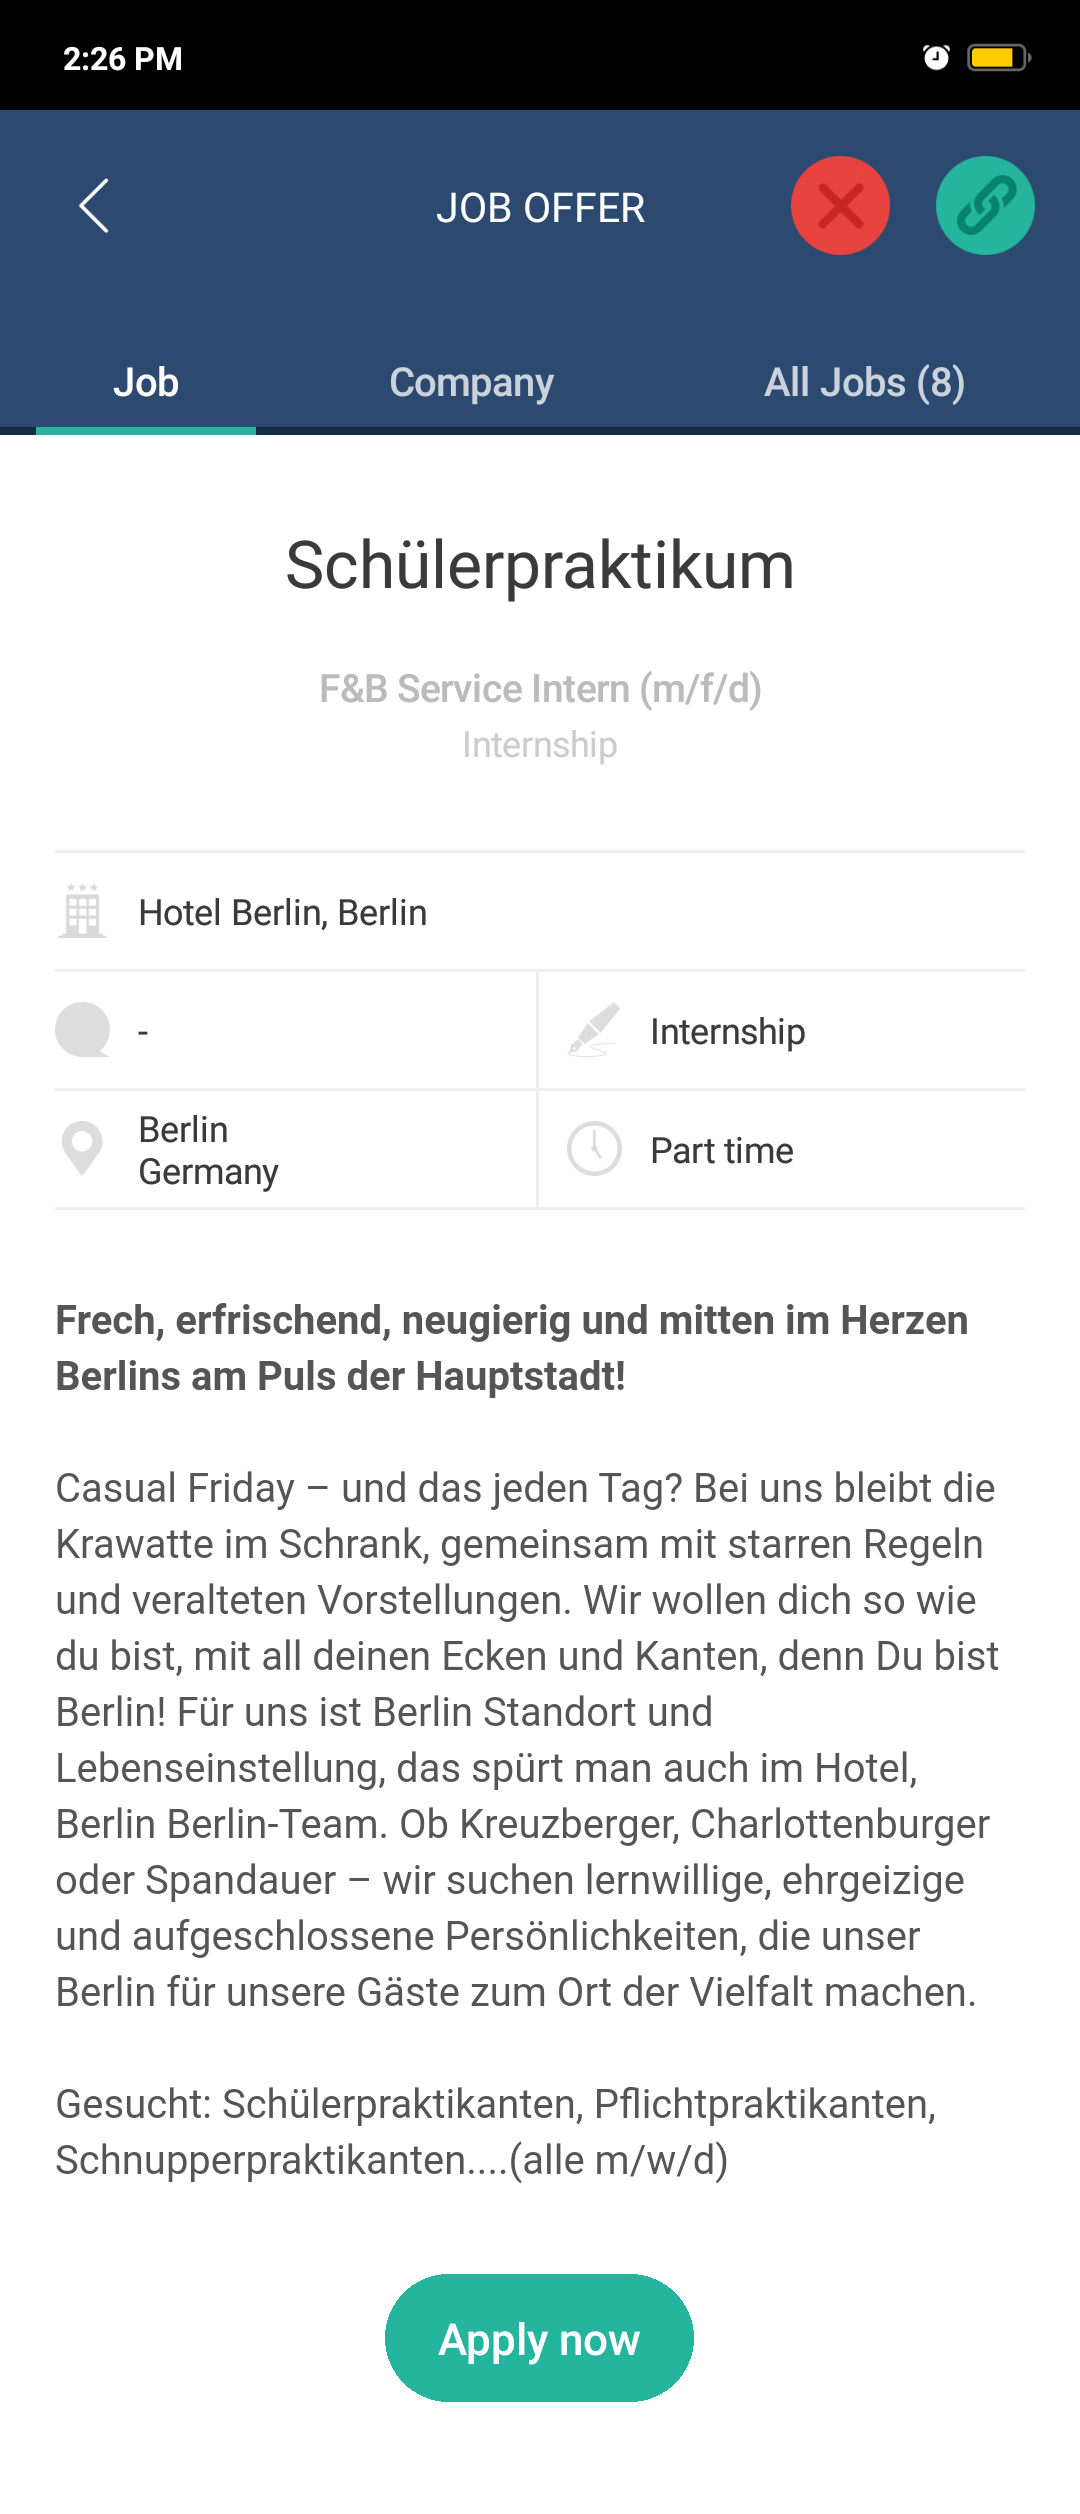 2:26 PM
JOB OFFER
Job
Company
All Jobs (8)
Schülerpraktikum
F&B Service Intern (m/f/d)
Internship
Hotel Berlin, Berlin
-
Internship
Berlin
Germany
Part time
Frech, erfrischend, neugierig und mitten im Herzen
Berlins am Puls der Hauptstadt!
Casual Friday – und das jeden Tag? Bei uns bleibt die
Krawatte im Schrank, gemeinsam mit starren Regeln
und veralteten Vorstellungen. Wir wollen dich so wie
du bist, mit all deinen Ecken und Kanten, denn Du bist
Berlin! Für uns ist Berlin Standort und
Lebenseinstellung, das spürt man auch im Hotel,
Berlin Berlin-Team. Ob Kreuzberger, Charlottenburger
oder Spandauer – wir suchen lernwillige, ehrgeizige
und aufgeschlossene Persönlichkeiten, die unser
Berlin für unsere Gäste zum Ort der Vielfalt machen.
Gesucht: Schülerpraktikanten, Pflichtpraktikanten,
Schnupperpraktikanten....(alle m/w/d)
Apply now